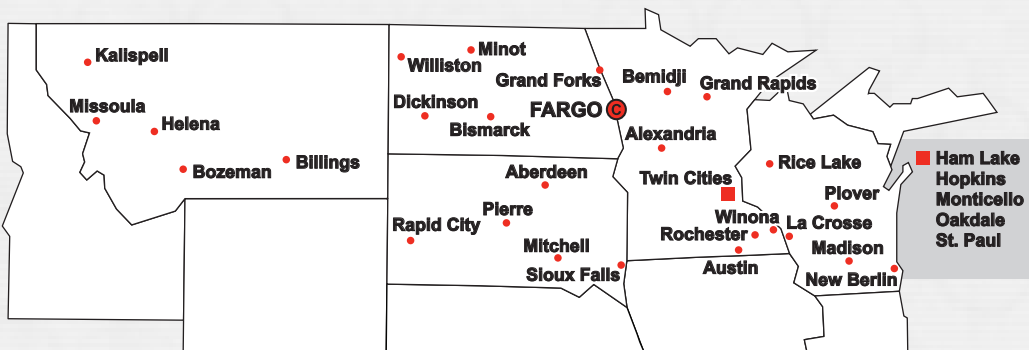 Kalispell
Missoula
Helena
Bozeman
Billings
Minot
Williston
Grand Forks
Dickinson
Bismarck
FARGO C
Bemidji
Grand Rapids
Alexandria
Twin Cities
Aberdeen
Pierre
Rapid City
Mitchell
Sioux Falls
Winona
Rochester
Austin
Rice Lake
Plover
La Crosse
Madison
New Berlin
Ham Lake
Hopkins
Monticello
Oakdale
St. Paul